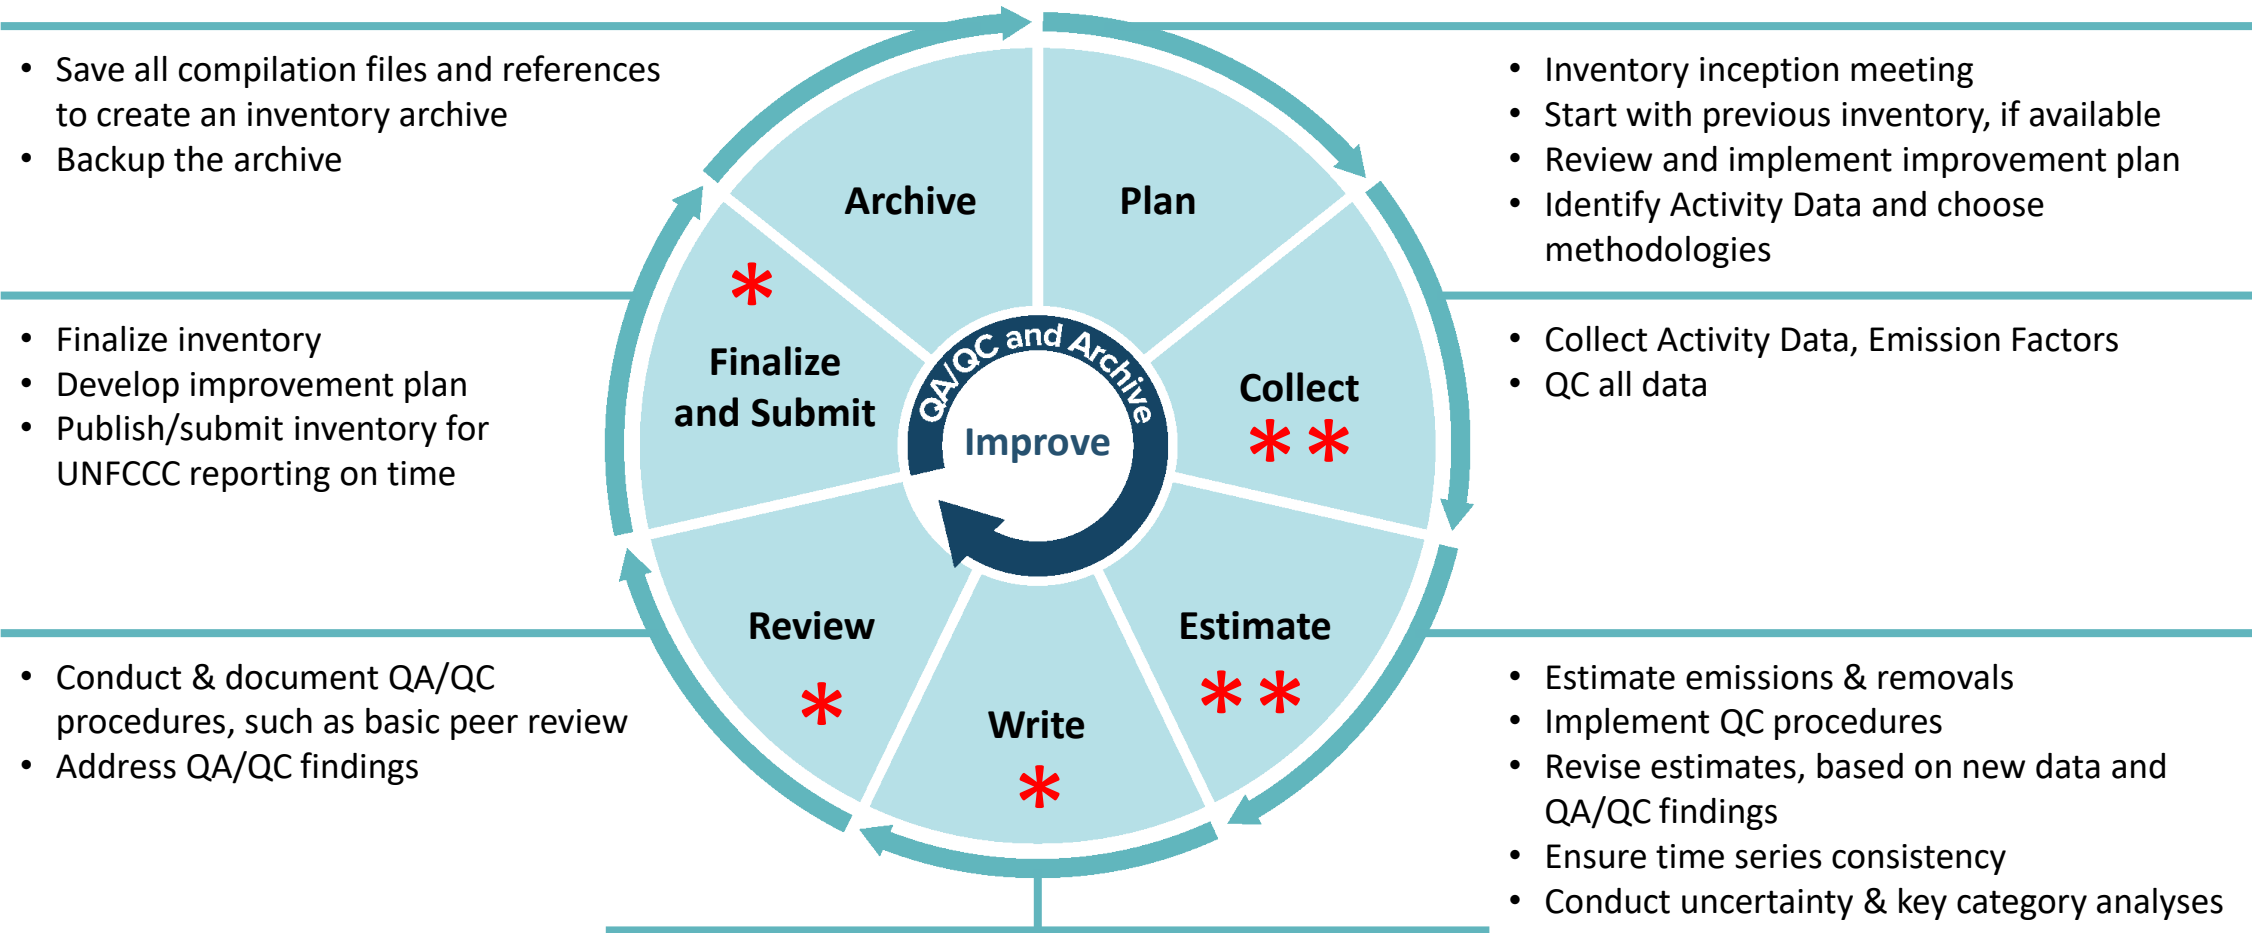 • Save all compilation files and references
to create an inventory archive
• Backup the archive
• Inventory inception meeting
• Start with previous inventory, if available
• Review and implement improvement plan
• Identify Activity Data and choose
methodologies
Archive
Plan
*
Finalize
and Submit
• Finalize inventory
• Develop improvement plan
• Publish/submit inventory for
UNFCCC reporting on time
QA/QC and Archive
Improve
Collect
**
• Collect Activity Data, Emission Factors
• QC all data
Review
*
• Conduct & document QA/QC
procedures, such as basic peer review
• Address QA/QC findings
Write
*
Estimate
**
• Estimate emissions & removals
• Implement QC procedures
• Revise estimates, based on new data and
QA/QC findings
• Ensure time series consistency
• Conduct uncertainty & key category analyses